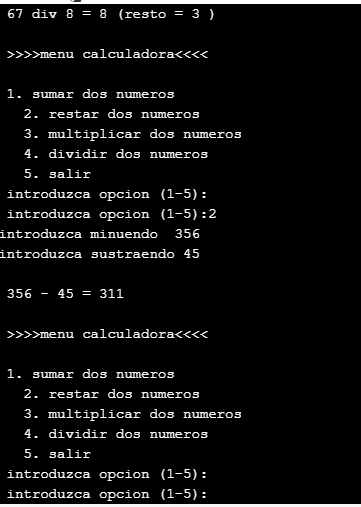 67 div 8 = 8 (resto = 3 )
>>>>menu calculadora<<<<
1. sumar dos numeros
2. restar dos numeros
3. multiplicar dos numeros
4. dividir dos numeros
5. salir
introduzca opcion (1-5):
introduzca opcion (1-5):2
introduzca minuendo  356
introduzca sustraendo 45
356 - 45 = 311
>>>>menu calculadora<<<<
1. sumar dos numeros
2. restar dos numeros
3. multiplicar dos numeros
4. dividir dos numeros
5. salir
introduzca opcion (1-5):
introduzca opcion (1-5):